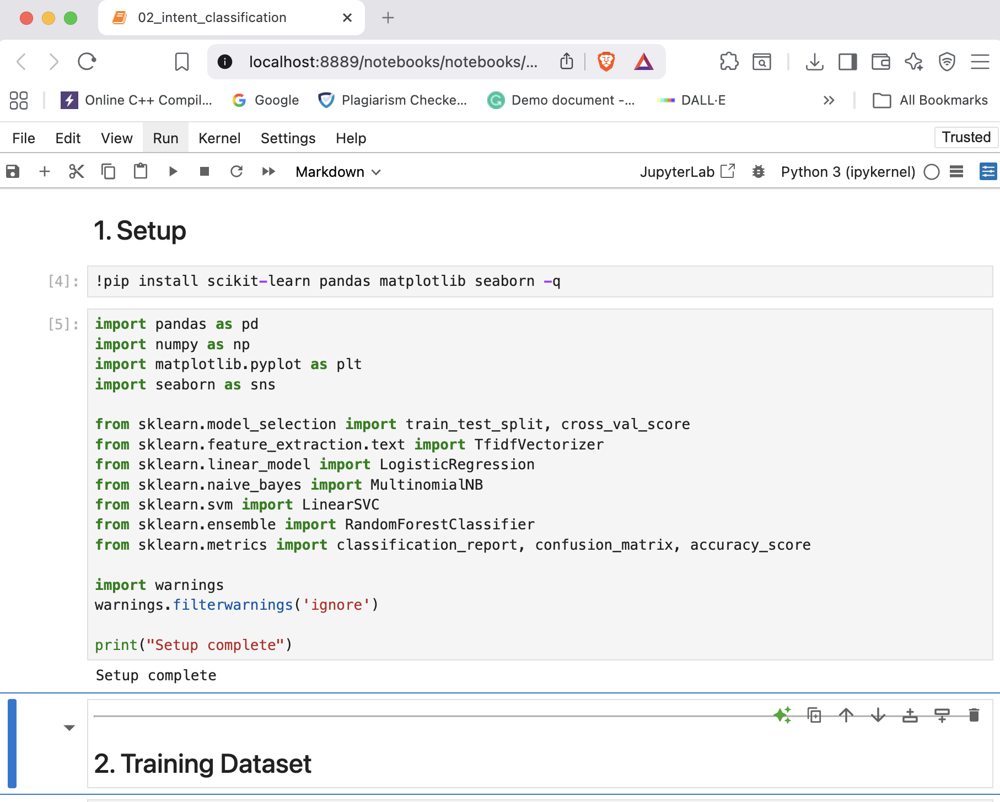 02_intent_classification
localhost:8889/notebooks/notebooks/...
Online C++ Compil...
Google
Plagiarism Checke...
Demo document -...
DALL·E
All Bookmarks
File Edit View Run Kernel Settings Help
Trusted
Markdown
JupyterLab
Python 3 (ipykernel)
1. Setup
[4]:
!pip install scikit-learn pandas matplotlib seaborn -q
[5]:
import pandas as pd
import numpy as np
import matplotlib.pyplot as plt
import seaborn as sns
from sklearn.model_selection import train_test_split, cross_val_score
from sklearn.feature_extraction.text import TfidfVectorizer
from sklearn.linear_model import LogisticRegression
from sklearn.naive_bayes import MultinomialNB
from sklearn.svm import LinearSVC
from sklearn.ensemble import RandomForestClassifier
from sklearn.metrics import classification_report, confusion_matrix, accuracy_score
import warnings
warnings.filterwarnings('ignore')
print("Setup complete")
Setup complete
2. Training Dataset